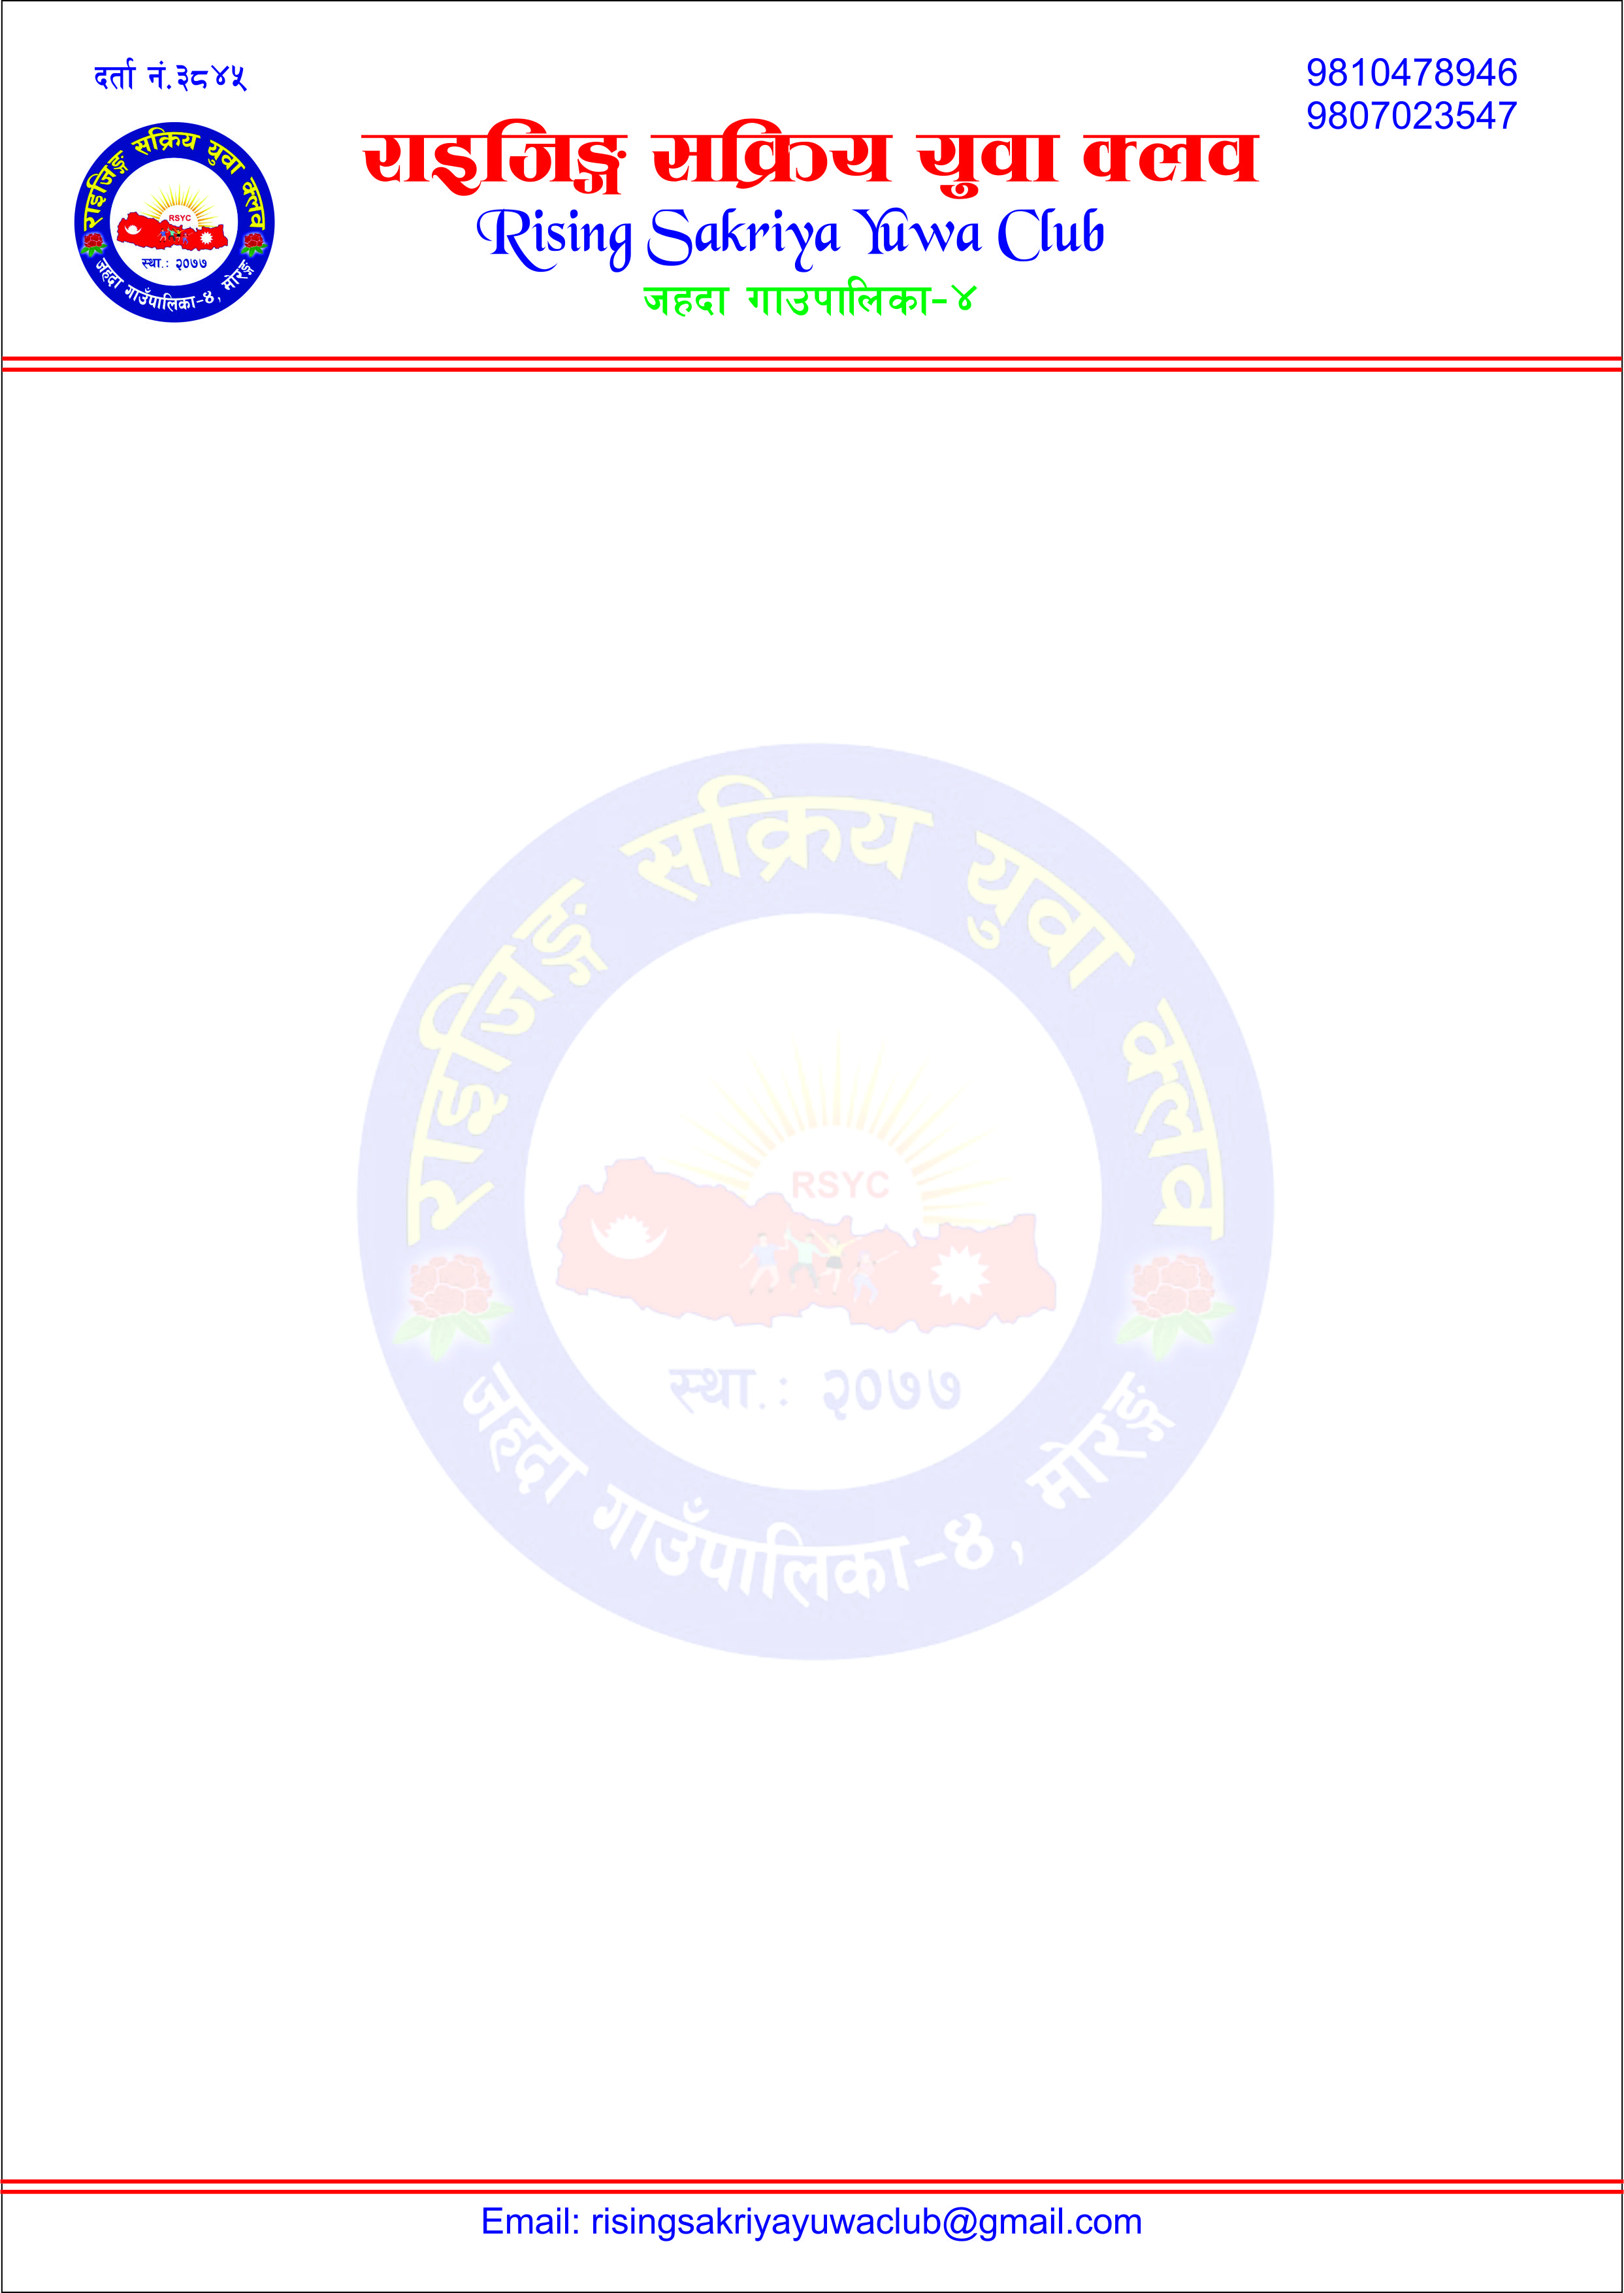 दर्ता नं.३८४५
9810478946
9807023547
राइजिङ्ग सक्रिय युवा क्लव
RSYC
स्था.: २०७७
जहदा गाउँपालिका-४, मोरङ्ग
राइजिङ्ग सक्रिय युवा क्लव
Rising Sakriya Yuwa Club
जहदा गाउपालिका-४
राइजिङ्ग सक्रिय युवा क्लव
RSYC
स्था.: २०७७
जहदा गाउँपालिका-४, मोरङ्ग
Email: risingsakriyayuwaclub@gmail.com